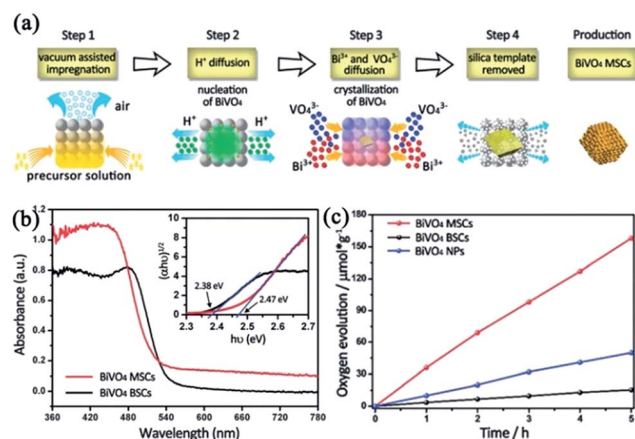 (a)
Step 1
Step 2
Step 3
Step 4
Production
vacuum assisted
impregnation
H⁺ diffusion
Bi³⁺ and VO₄³⁻
diffusion
silica template
removed
BiVO₄ MSCs
nucleation
of BiVO₄
crystallization
of BiVO₄
air
H⁺
H⁺
VO₄³⁻
VO₄³⁻
Bi³⁺
Bi³⁺
precursor solution
(b)
Absorbance (a.u.)
1.2
1.0
0.8
0.6
0.4
0.2
0.0
360 420 480 540 600 660 720 780
Wavelength (nm)
BiVO₄ MSCs
BiVO₄ BSCs
(αhυ)¹/²
10
8
6
4
2
0
2.3 2.4 2.5 2.6 2.7
hυ (eV)
2.38 eV
2.47 eV
(c)
Oxygen evolution / μmol*g⁻¹
180
150
120
90
60
30
0
0 1 2 3 4 5
Time / h
BiVO₄ MSCs
BiVO₄ BSCs
BiVO₄ NPs